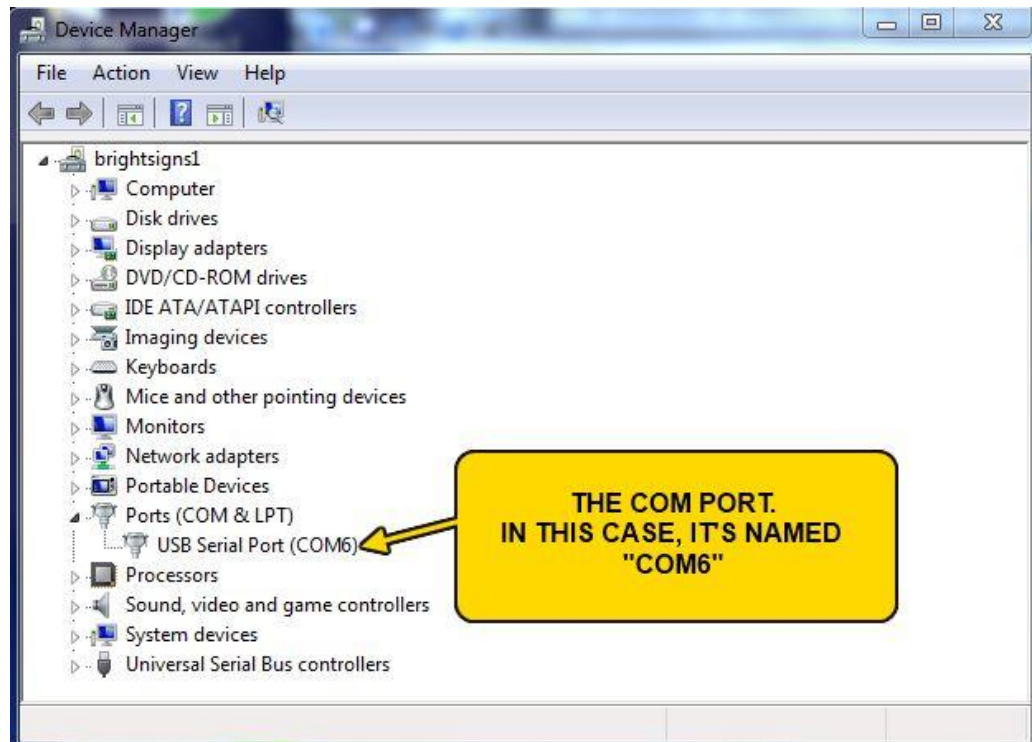 Device Manager
File Action View Help
brightsigns1
Computer
Disk drives
Display adapters
DVD/CD-ROM drives
IDE ATA/ATAPI controllers
Imaging devices
Keyboards
Mice and other pointing devices
Monitors
Network adapters
Portable Devices
Ports (COM & LPT)
USB Serial Port (COM6)
Processors
Sound, video and game controllers
System devices
Universal Serial Bus controllers
THE COM PORT.
IN THIS CASE, IT'S NAMED
"COM6"